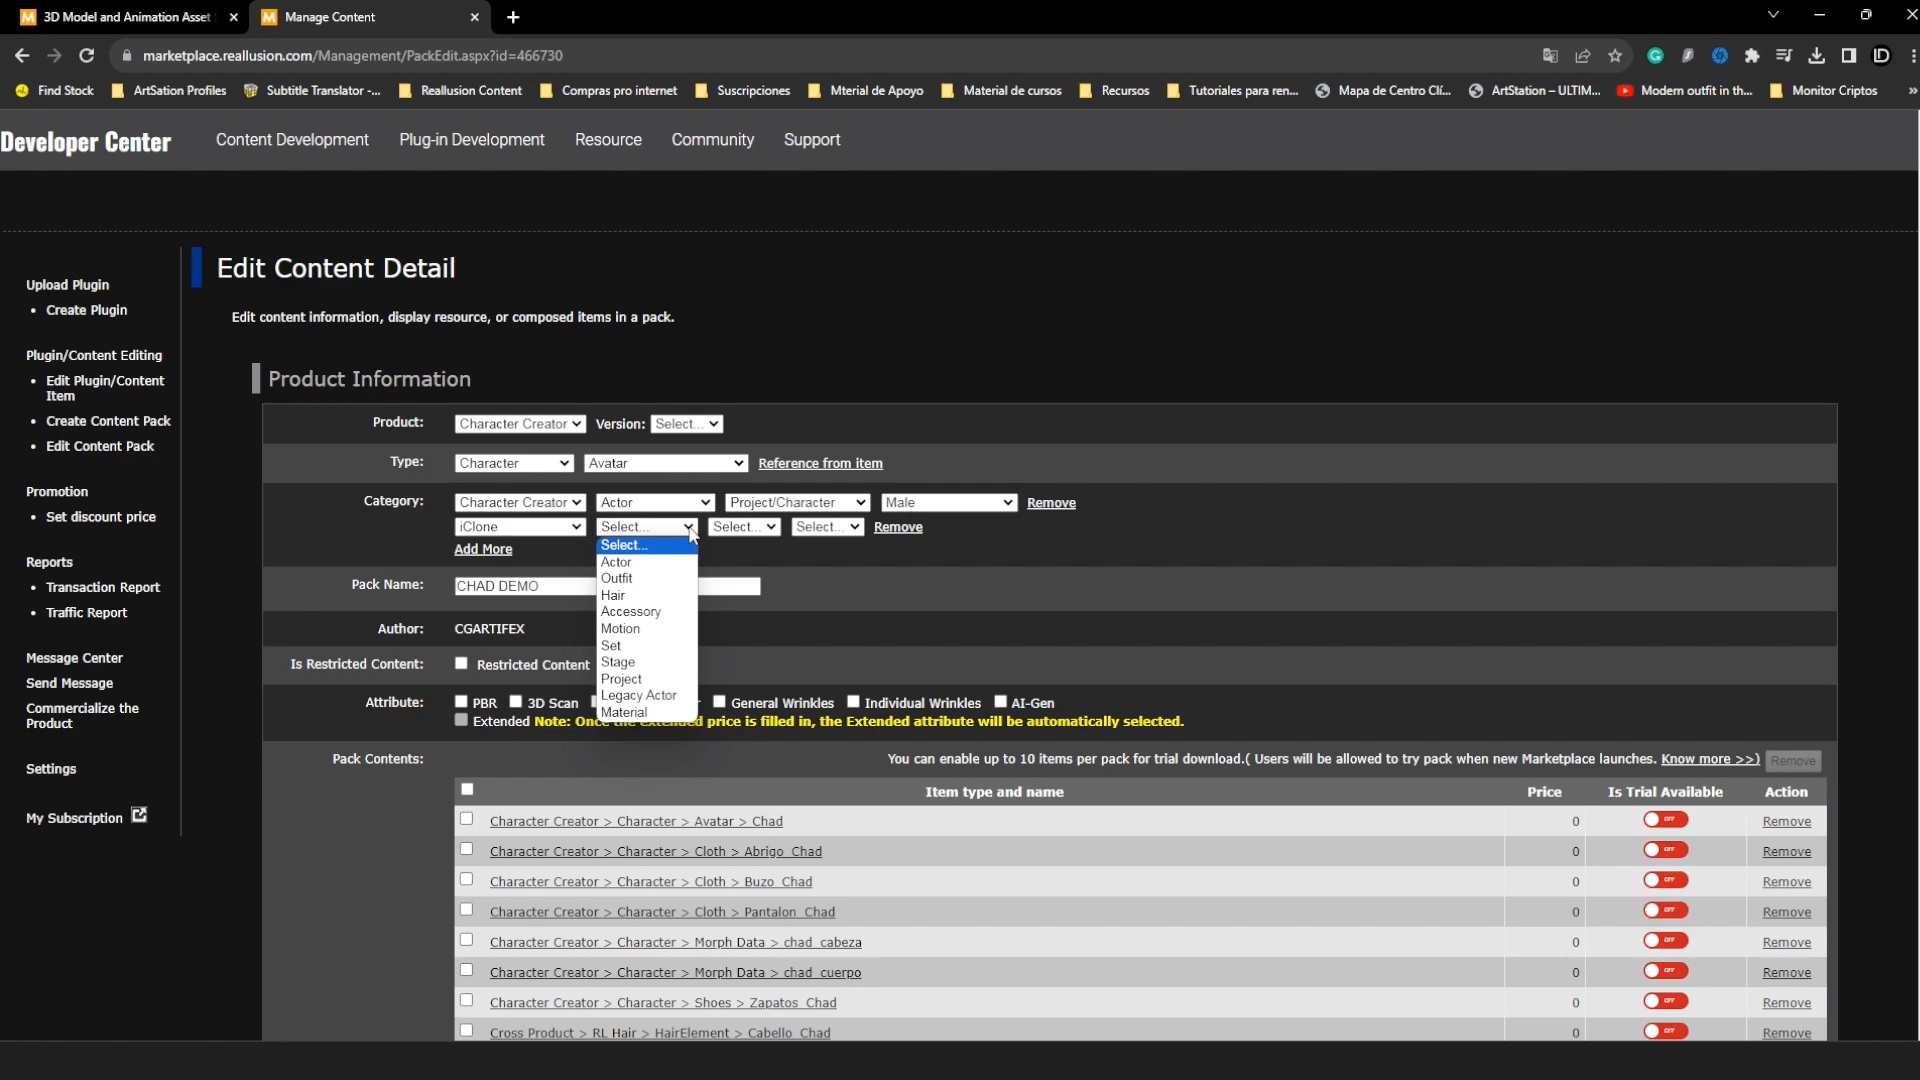 3D Model and Animation Asset
Manage Content
marketplace.reallusion.com/Management/PackEdit.aspx?id=466730
Find Stock
ArtSation Profiles
Subtitle Translator -...
Reallusion Content
Compras pro internet
Suscripciones
Mterial de Apoyo
Material de cursos
Recursos
Tutoriales para ren...
Mapa de Centro Clí...
ArtStation – ULTIM...
Modern outfit in th...
Monitor Criptos
Developer Center
Content Development
Plug-in Development
Resource
Community
Support
Upload Plugin
• Create Plugin
Plugin/Content Editing
• Edit Plugin/Content
Item
• Create Content Pack
• Edit Content Pack
Promotion
• Set discount price
Reports
• Transaction Report
• Traffic Report
Message Center
Send Message
Commercialize the
Product
Settings
My Subscription
Edit Content Detail
Edit content information, display resource, or composed items in a pack.
Product Information
Product: Character Creator Version: Select...
Type: Character Avatar Reference from item
Category: Character Creator Actor Project/Character Male Remove
iClone Select... Select... Select... Remove
Add More
Select...
Actor
Outfit
Hair
Accessory
Motion
Set
Stage
Project
Legacy Actor
Material
Pack Name: CHAD DEMO
Author: CGARTIFEX
Is Restricted Content: Restricted Content
Attribute: PBR 3D Scan General Wrinkles Individual Wrinkles AI-Gen
Extended Note: Once the extended price is filled in, the Extended attribute will be automatically selected.
Pack Contents: You can enable up to 10 items per pack for trial download.( Users will be allowed to try pack when new Marketplace launches. Know more >>) Remove
Item type and name Price Is Trial Available Action
Character Creator > Character > Avatar > Chad 0 OFF Remove
Character Creator > Character > Cloth > Abrigo_Chad 0 OFF Remove
Character Creator > Character > Cloth > Buzo_Chad 0 OFF Remove
Character Creator > Character > Cloth > Pantalon_Chad 0 OFF Remove
Character Creator > Character > Morph Data > chad_cabeza 0 OFF Remove
Character Creator > Character > Morph Data > chad_cuerpo 0 OFF Remove
Character Creator > Character > Shoes > Zapatos_Chad 0 OFF Remove
Cross Product > RL Hair > HairElement > Cabello_Chad 0 OFF Remove